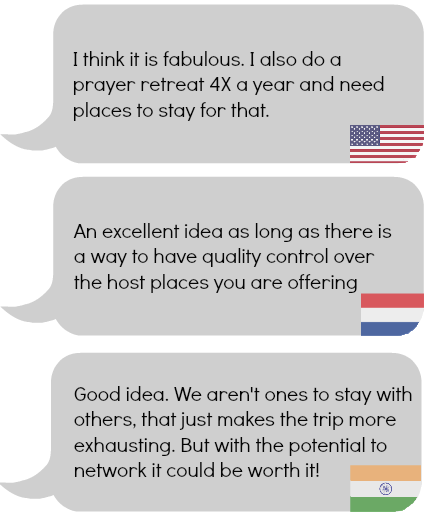 I think it is fabulous. I also do a
prayer retreat 4X a year and need
places to stay for that.
An excellent idea as long as there is
a way to have quality control over
the host places you are offering
Good idea. We aren't ones to stay with
others, that just makes the trip more
exhausting. But with the potential to
network it could be worth it!